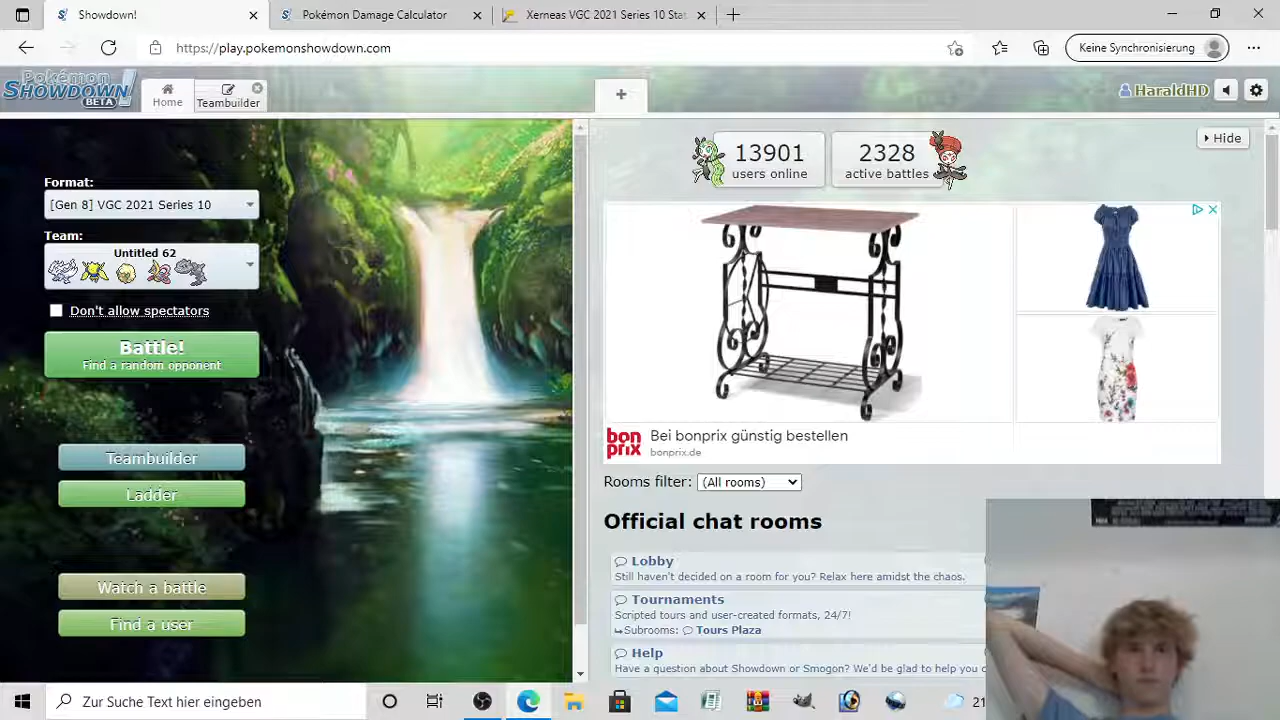 Showdown!
Pokémon Damage Calculator
Xerneas VGC 2021 Series 10 Stat
https://play.pokemonshowdown.com
Keine Synchronisierung
Pokémon
SHOWDOWN!
BETA
Home
Teambuilder
HaraldHD
13901
users online
2328
active battles
Hide
Format:
[Gen 8] VGC 2021 Series 10
Team:
Untitled 62
Don't allow spectators
Battle!
Find a random opponent
Teambuilder
Ladder
Watch a battle
Find a user
bon
prix
Bei bonprix günstig bestellen
bonprix.de
Rooms filter: (All rooms)
Official chat rooms
Lobby
Still haven't decided on a room for you? Relax here amidst the chaos.
Tournaments
Scripted tours and user-created formats, 24/7!
↳Subrooms: Tours Plaza
Help
Have a question about Showdown or Smogon? We'd be glad to help you o
Zur Suche Text hier eingeben
21